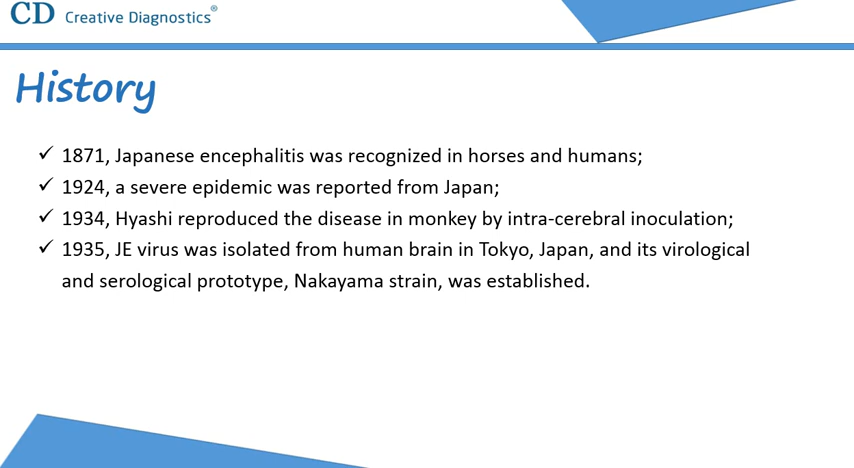 CD Creative Diagnostics®
History
✓ 1871, Japanese encephalitis was recognized in horses and humans;
✓ 1924, a severe epidemic was reported from Japan;
✓ 1934, Hyashi reproduced the disease in monkey by intra-cerebral inoculation;
✓ 1935, JE virus was isolated from human brain in Tokyo, Japan, and its virological
and serological prototype, Nakayama strain, was established.